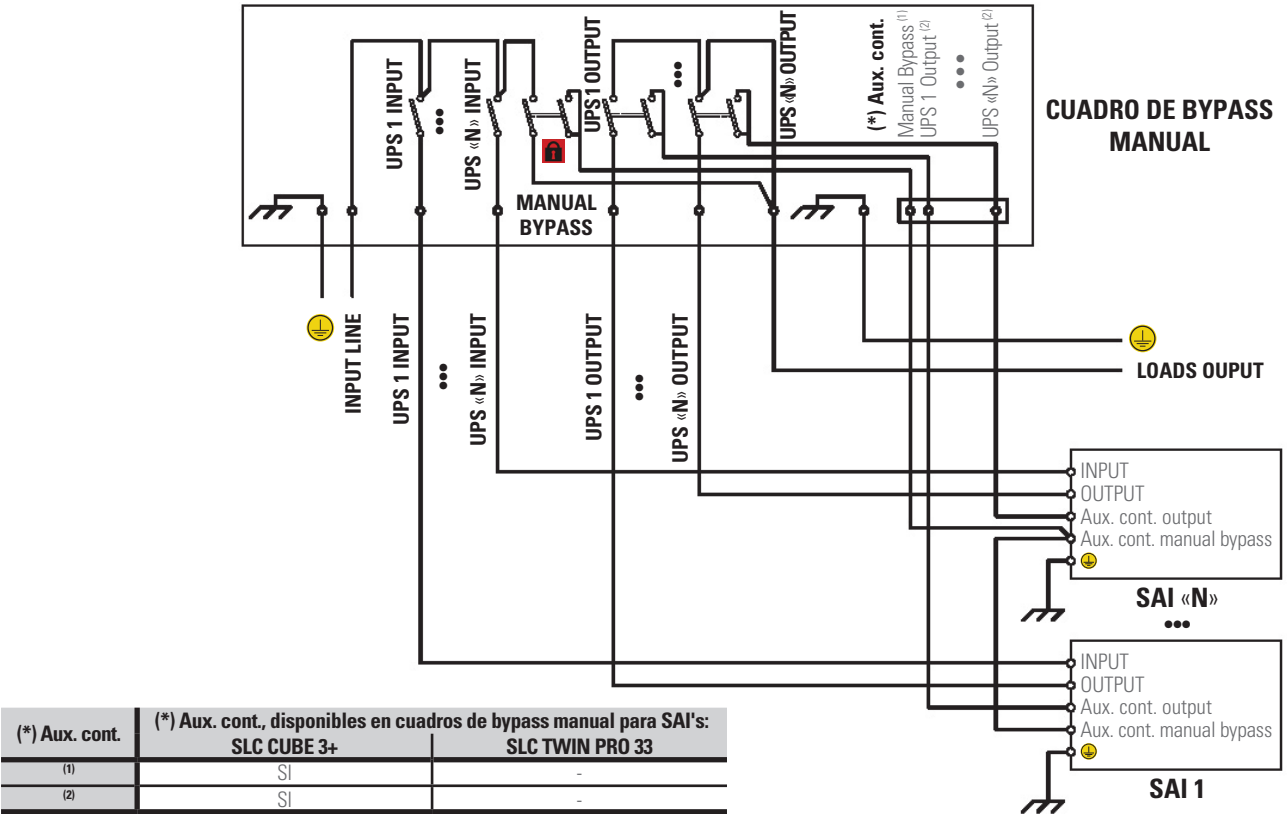 UPS 1 INPUT
•••
UPS «N» INPUT
UPS 1 OUTPUT
•••
UPS «N» OUTPUT
(*) Aux. cont.
Manual Bypass (1)
UPS 1 Output (2)
•••
UPS «N» Output (2)
CUADRO DE BYPASS
MANUAL
MANUAL
BYPASS
INPUT LINE
UPS 1 INPUT
•••
UPS «N» INPUT
UPS 1 OUTPUT
•••
UPS «N» OUTPUT
LOADS OUPUT
INPUT
OUTPUT
Aux. cont. output
Aux. cont. manual bypass
SAI «N»
•••
INPUT
OUTPUT
Aux. cont. output
Aux. cont. manual bypass
SAI 1
(*) Aux. cont.
(*) Aux. cont., disponibles en cuadros de bypass manual para SAI's:
SLC CUBE 3+ SLC TWIN PRO 33
(1) SI -
(2) SI -